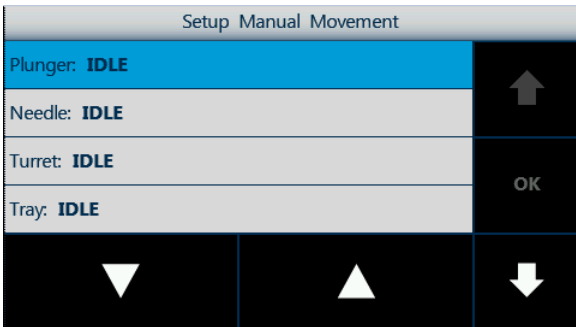 Setup Manual Movement
Plunger: IDLE
Needle: IDLE
Turret: IDLE
OK
Tray: IDLE